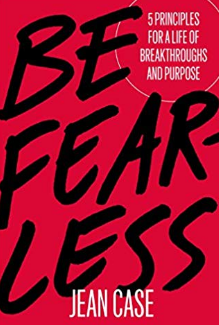 BE
FEAR-
LESS
5 PRINCIPLES
FOR A LIFE OF
BREAKTHROUGHS
AND PURPOSE
JEAN CASE